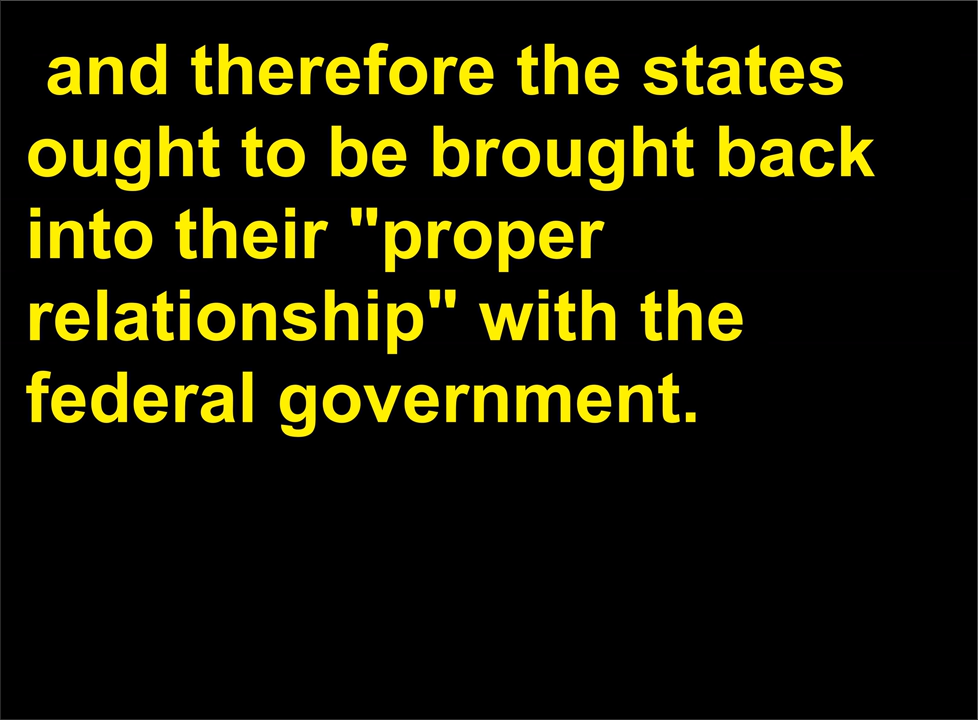 and therefore the states
ought to be brought back
into their "proper
relationship" with the
federal government.